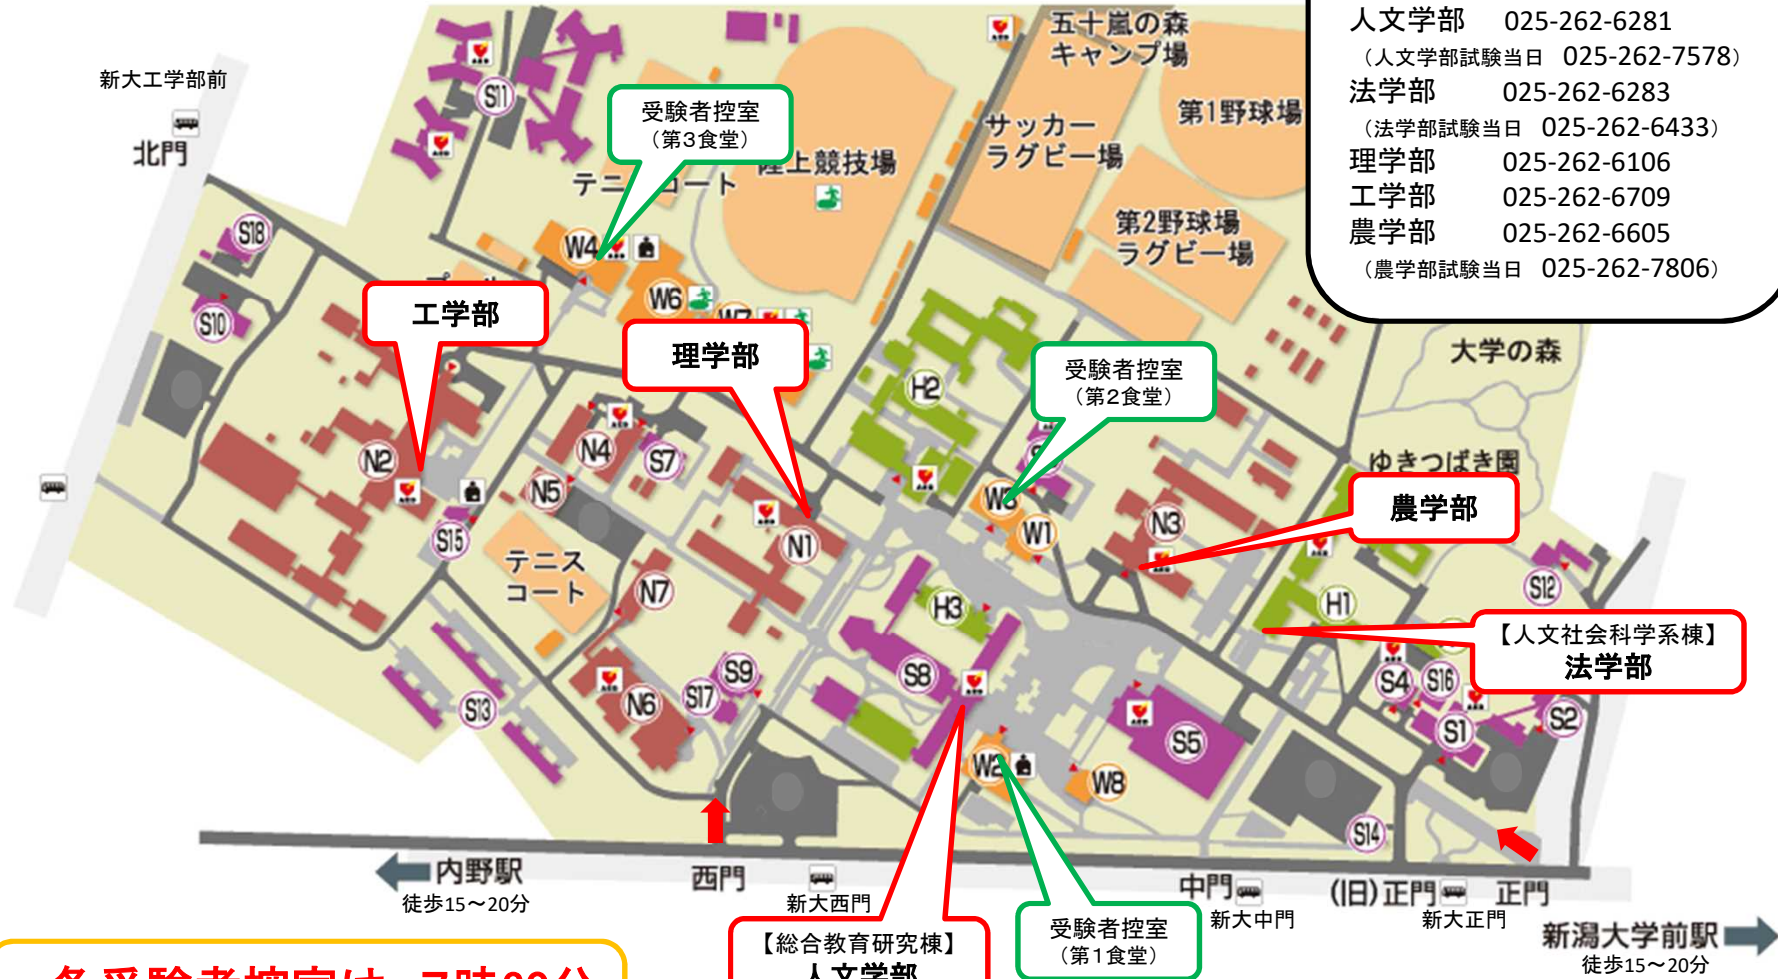 人文学部 025-262-6281
（人文学部試験当日 025-262-7578）
法学部 025-262-6283
（法学部試験当日 025-262-6433）
理学部 025-262-6106
工学部 025-262-6709
農学部 025-262-6605
（農学部試験当日 025-262-7806）
五十嵐の森
キャンプ場
新大工学部前
北門
S11
受験者控室
（第3食堂）
陸上競技場
テニスコート
サッカー
ラグビー場
第1野球場
第2野球場
ラグビー場
S18
S10
W4
W6
W7
工学部
理学部
大学の森
受験者控室
（第2食堂）
H2
N2
N4
S7
N5
S15
N1
W3
W1
N3
ゆきつばき園
農学部
テニス
コート
N7
H3
H1
S12
【人文社会科学系棟】
法学部
S13
N6
S17
S9
S8
S4
S16
S1
S2
S5
W2
W8
S14
内野駅
徒歩15～20分
西門
新大西門
中門
新大中門
(旧)正門
新大正門
正門
新潟大学前駅
徒歩15～20分
【総合教育研究棟】
人文学部
受験者控室
（第1食堂）